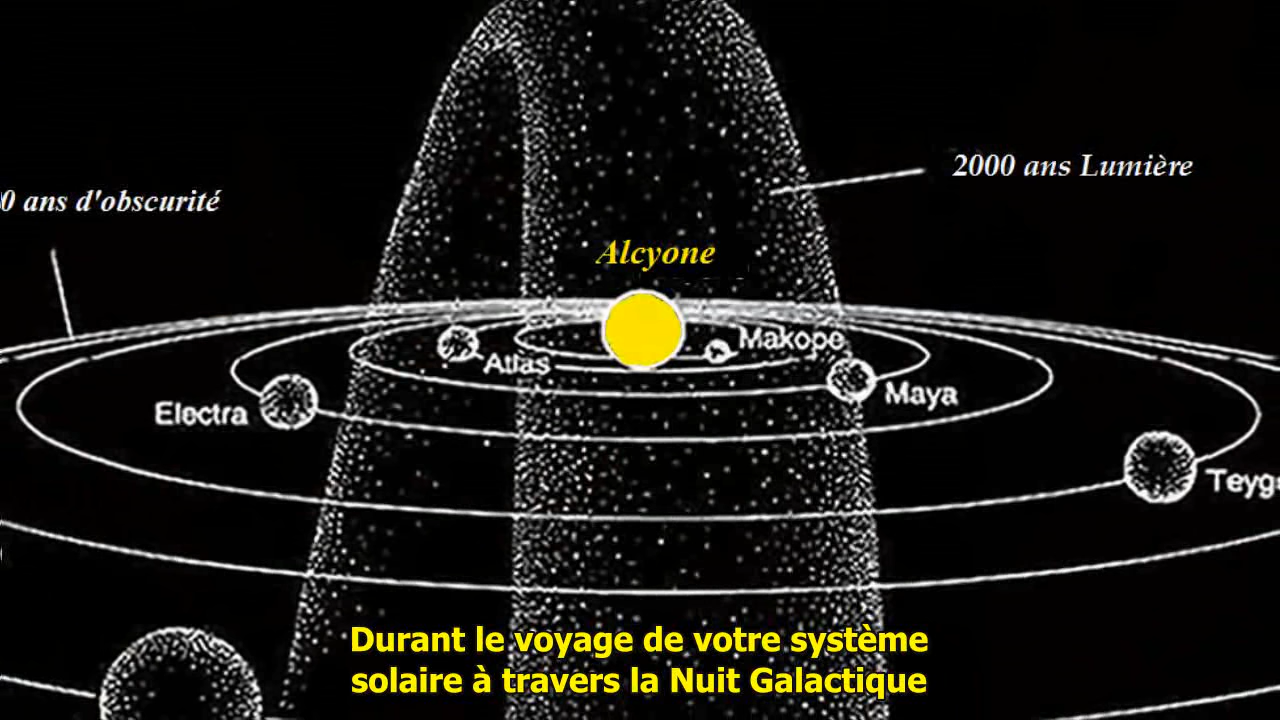 2000 ans Lumière
0 ans d'obscurité
Alcyone
Makope
Atlas
Maya
Electra
Teyg
Durant le voyage de votre système
solaire à travers la Nuit Galactique